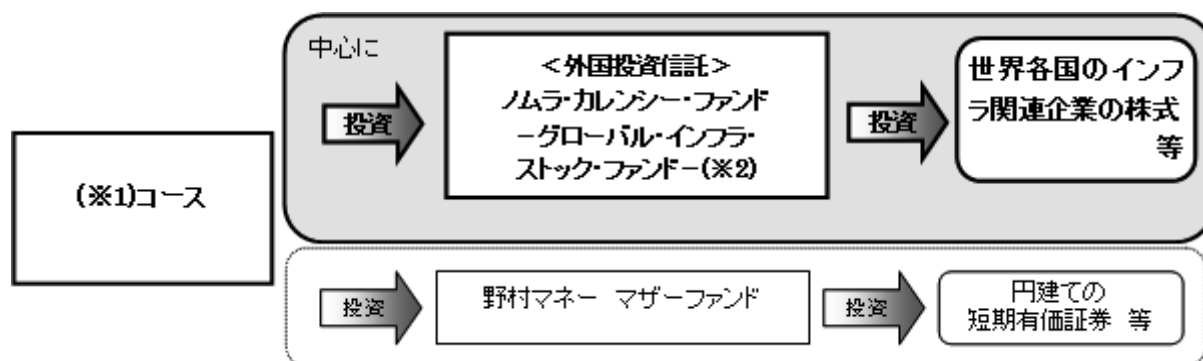 中心に
(※1)コース
投資
＜外国投資信託＞
ノムラ・カレンシー・ファンド
－グローバル・インフラ・
ストック・ファンド－(※2)
投資
世界各国のインフ
ラ関連企業の株式
等
投資
野村マネー マザーファンド
投資
円建ての
短期有価証券 等